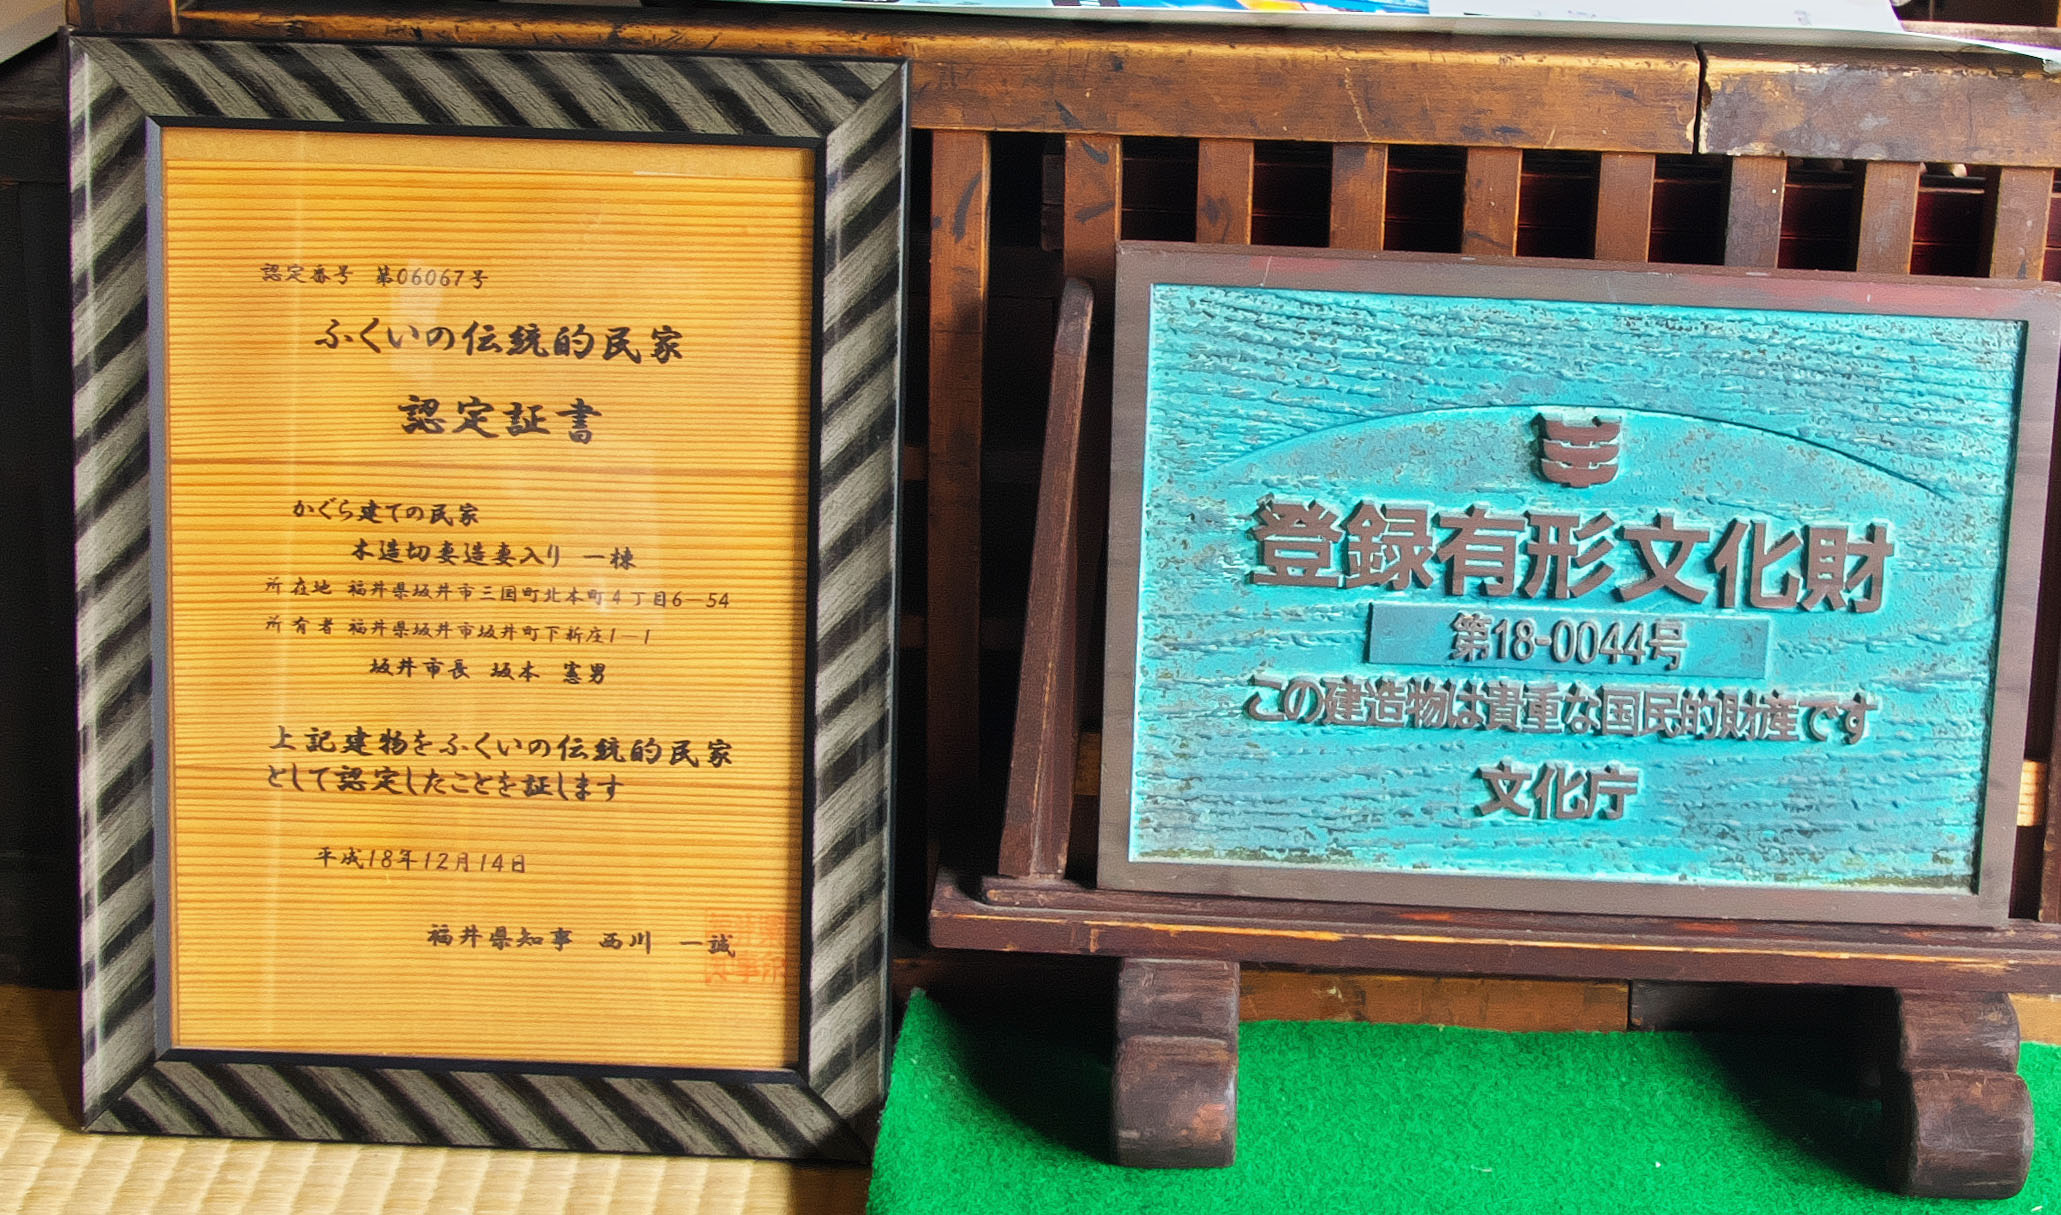 認定番号 第06067号
ふくいの伝統的民家
認定証書
かぐら建ての民家
木造切妻造妻入り 一棟
所在地 福井県坂井市三国町北本町4丁目6-54
所有者 福井県坂井市坂井町下新庄1-1
坂井市長 坂本 憲男
上記建物をふくいの伝統的民家
として認定したことを証します
平成18年12月14日
福井県知事 西川 一誠
登録有形文化財
第18-0044号
この建造物は貴重な国民的財産です
文化庁